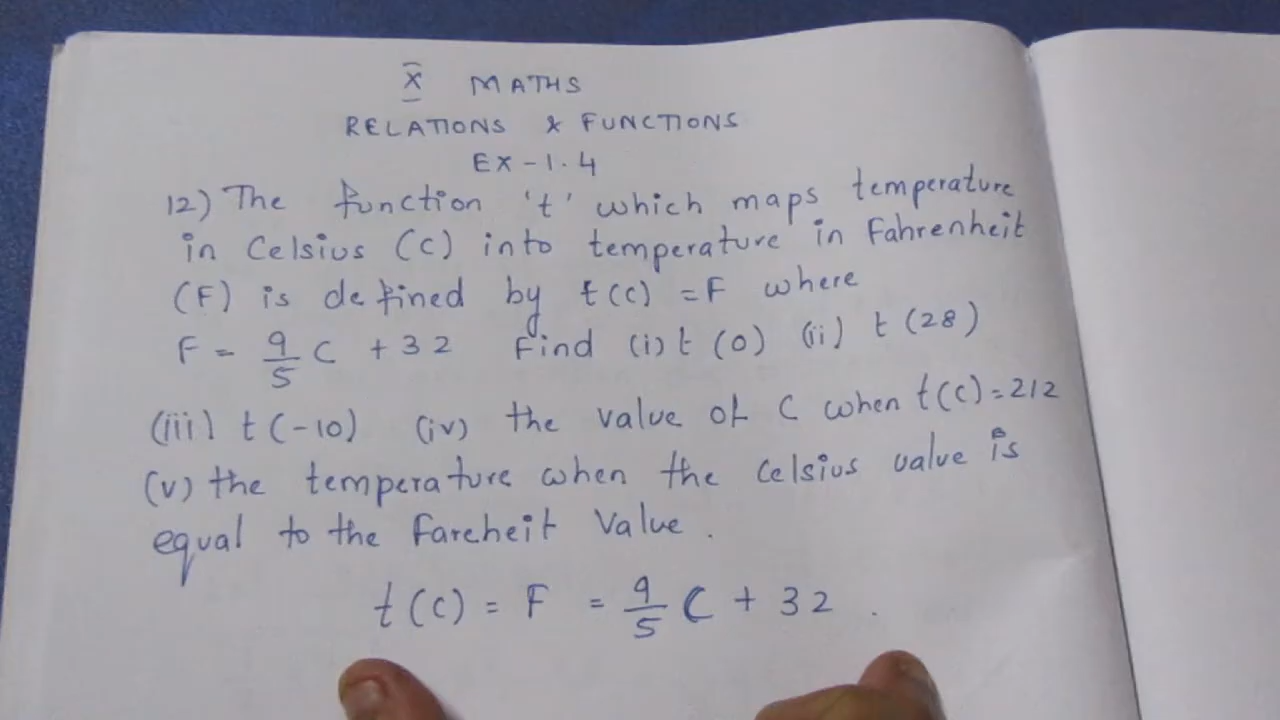 X MATHS
RELATIONS & FUNCTIONS
EX-1.4
12) The function 't' which maps temperature
in Celsius (C) into temperature in Fahrenheit
(F) is defined by t(C) = F where
F = 9/5 C + 32 Find (i) t (0) (ii) t (28)
(iii) t (-10) (iv) the value of C when t(C) = 212
(v) the temperature when the Celsius value is
equal to the Farcheit Value.
t(C) = F = 9/5 C + 32.